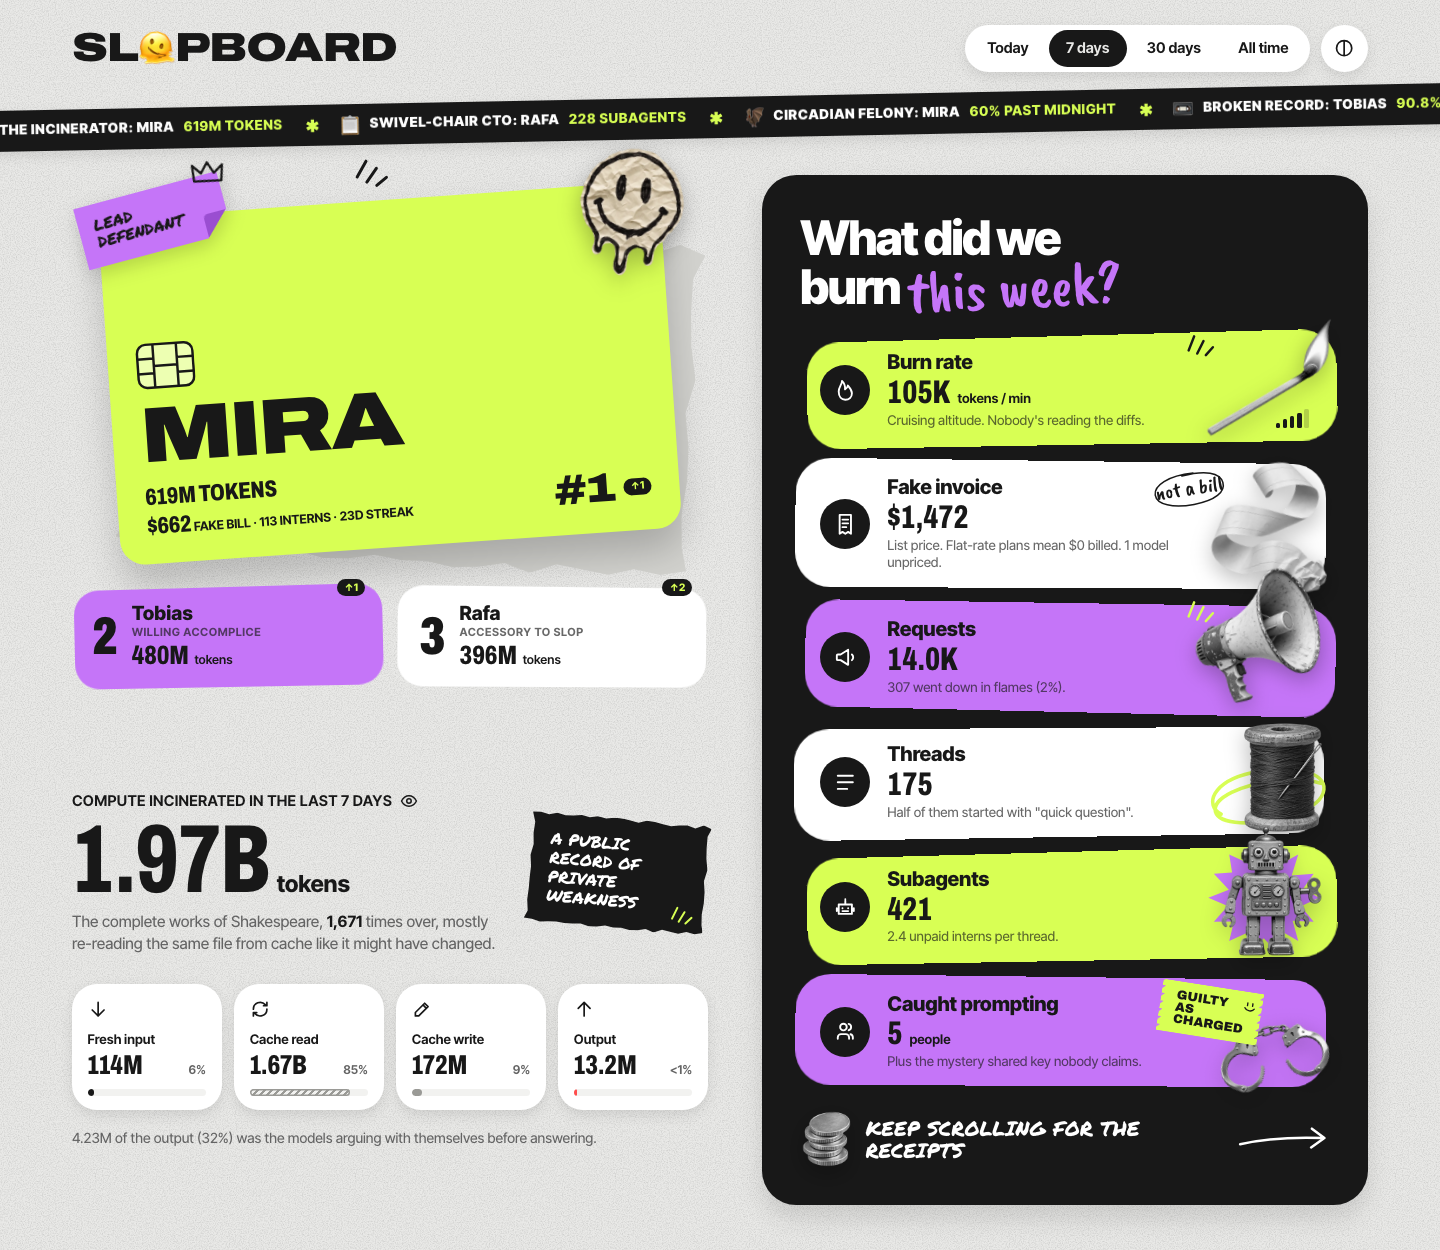 SLOPBOARD
Today
7 days
30 days
All time
THE INCINERATOR: MIRA 619M TOKENS
SWIVEL-CHAIR CTO: RAFA 228 SUBAGENTS
CIRCADIAN FELONY: MIRA 60% PAST MIDNIGHT
BROKEN RECORD: TOBIAS 90.8%
LEAD
DEFENDANT
MIRA
619M TOKENS
$662 FAKE BILL · 113 INTERNS · 23D STREAK
#1 ↑1
2
Tobias
WILLING ACCOMPLICE
480M tokens
↑1
3
Rafa
ACCESSORY TO SLOP
396M tokens
↑2
COMPUTE INCINERATED IN THE LAST 7 DAYS
1.97B tokens
The complete works of Shakespeare, 1,671 times over, mostly
re-reading the same file from cache like it might have changed.
A PUBLIC
RECORD OF
PRIVATE
WEAKNESS
Fresh input
114M 6%
Cache read
1.67B 85%
Cache write
172M 9%
Output
13.2M <1%
4.23M of the output (32%) was the models arguing with themselves before answering.
What did we
burn this week?
Burn rate
105K tokens / min
Cruising altitude. Nobody's reading the diffs.
Fake invoice
$1,472
List price. Flat-rate plans mean $0 billed. 1 model
unpriced.
not a bill
Requests
14.0K
307 went down in flames (2%).
Threads
175
Half of them started with "quick question".
Subagents
421
2.4 unpaid interns per thread.
Caught prompting
5 people
Plus the mystery shared key nobody claims.
GUILTY
AS
CHARGED
KEEP SCROLLING FOR THE
RECEIPTS